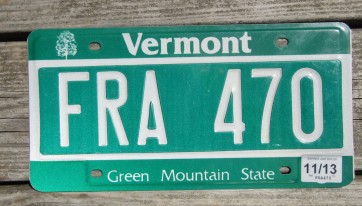 Vermont
FRA 470
Green Mountain State
11/13